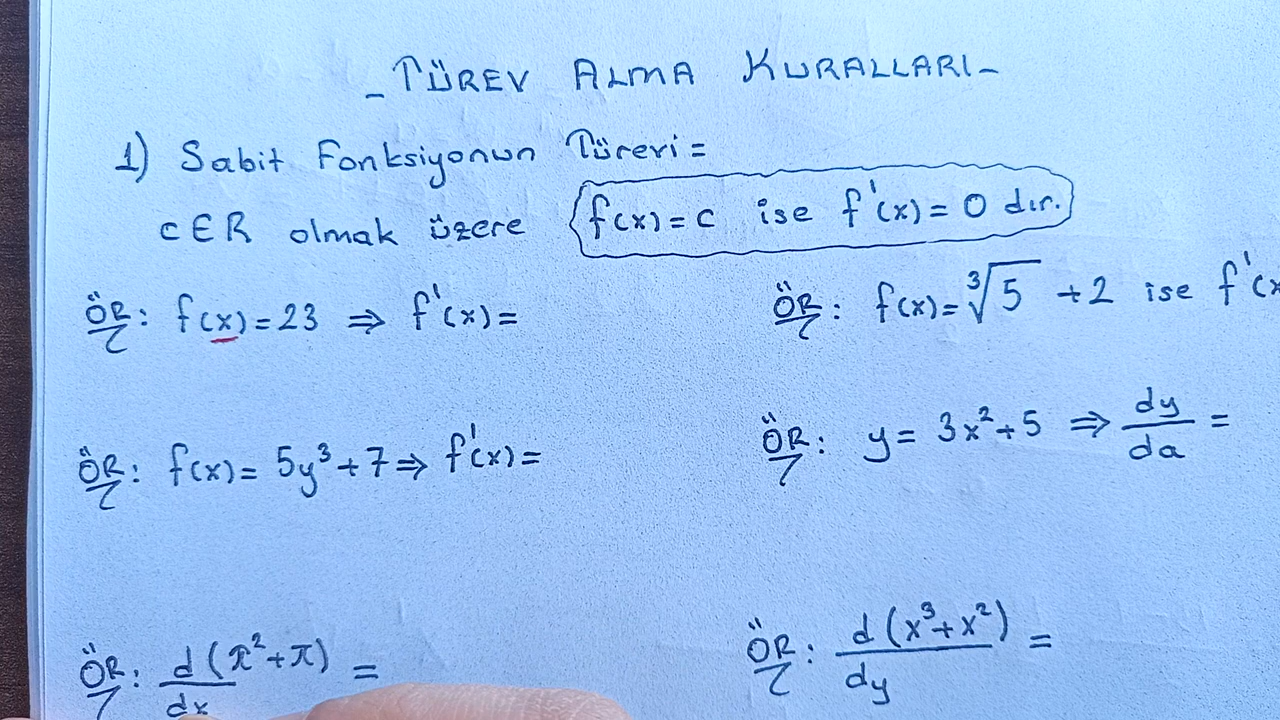 _ TÜREV ALMA KURALLARI _
1) Sabit Fonksiyonun Türevi =
c∈R olmak üzere f(x) = c ise f'(x) = 0 dır.
ÖR: f(x) = 23 ⇒ f'(x) =
ÖR: f(x) = ∛5 + 2 ise f'(x
ÖR: f(x) = 5y³ + 7 ⇒ f'(x) =
ÖR: y = 3x² + 5 ⇒ dy/da =
ÖR: d(π² + π)/dx =
ÖR: d(x³ + x²)/dy =